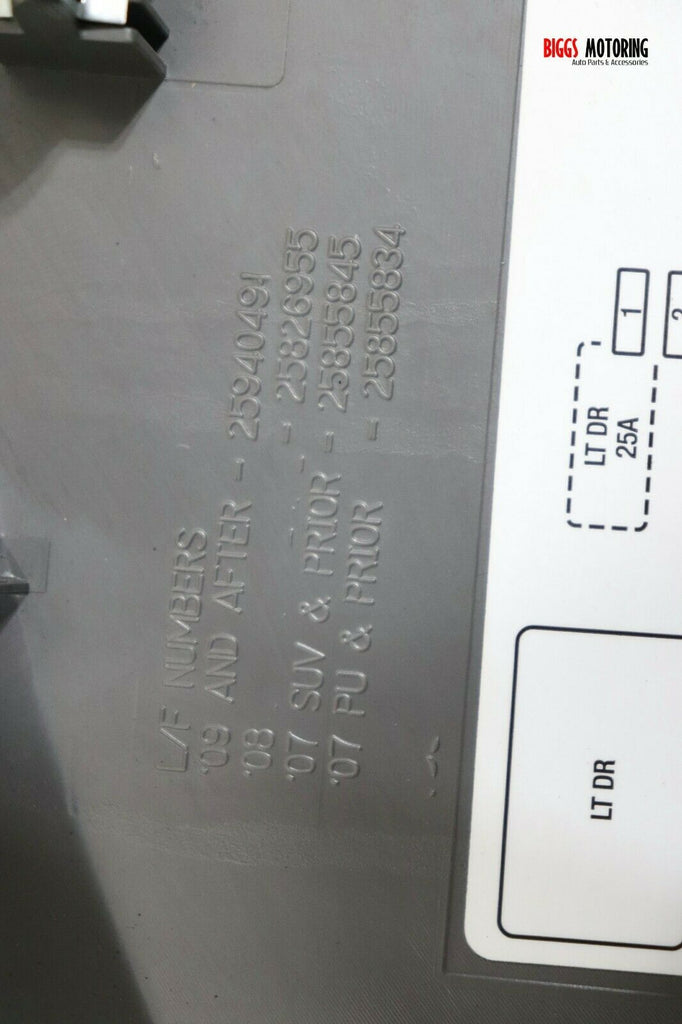 BIGGS MOTORING
Auto Parts & Accessories
L/F NUMBERS
'09 AND AFTER - 25940491
'08 - 25826955
'07 SUV & PRIOR - 25855845
'07 PU & PRIOR - 25855834
1
2
LT DR
25A
LT DR